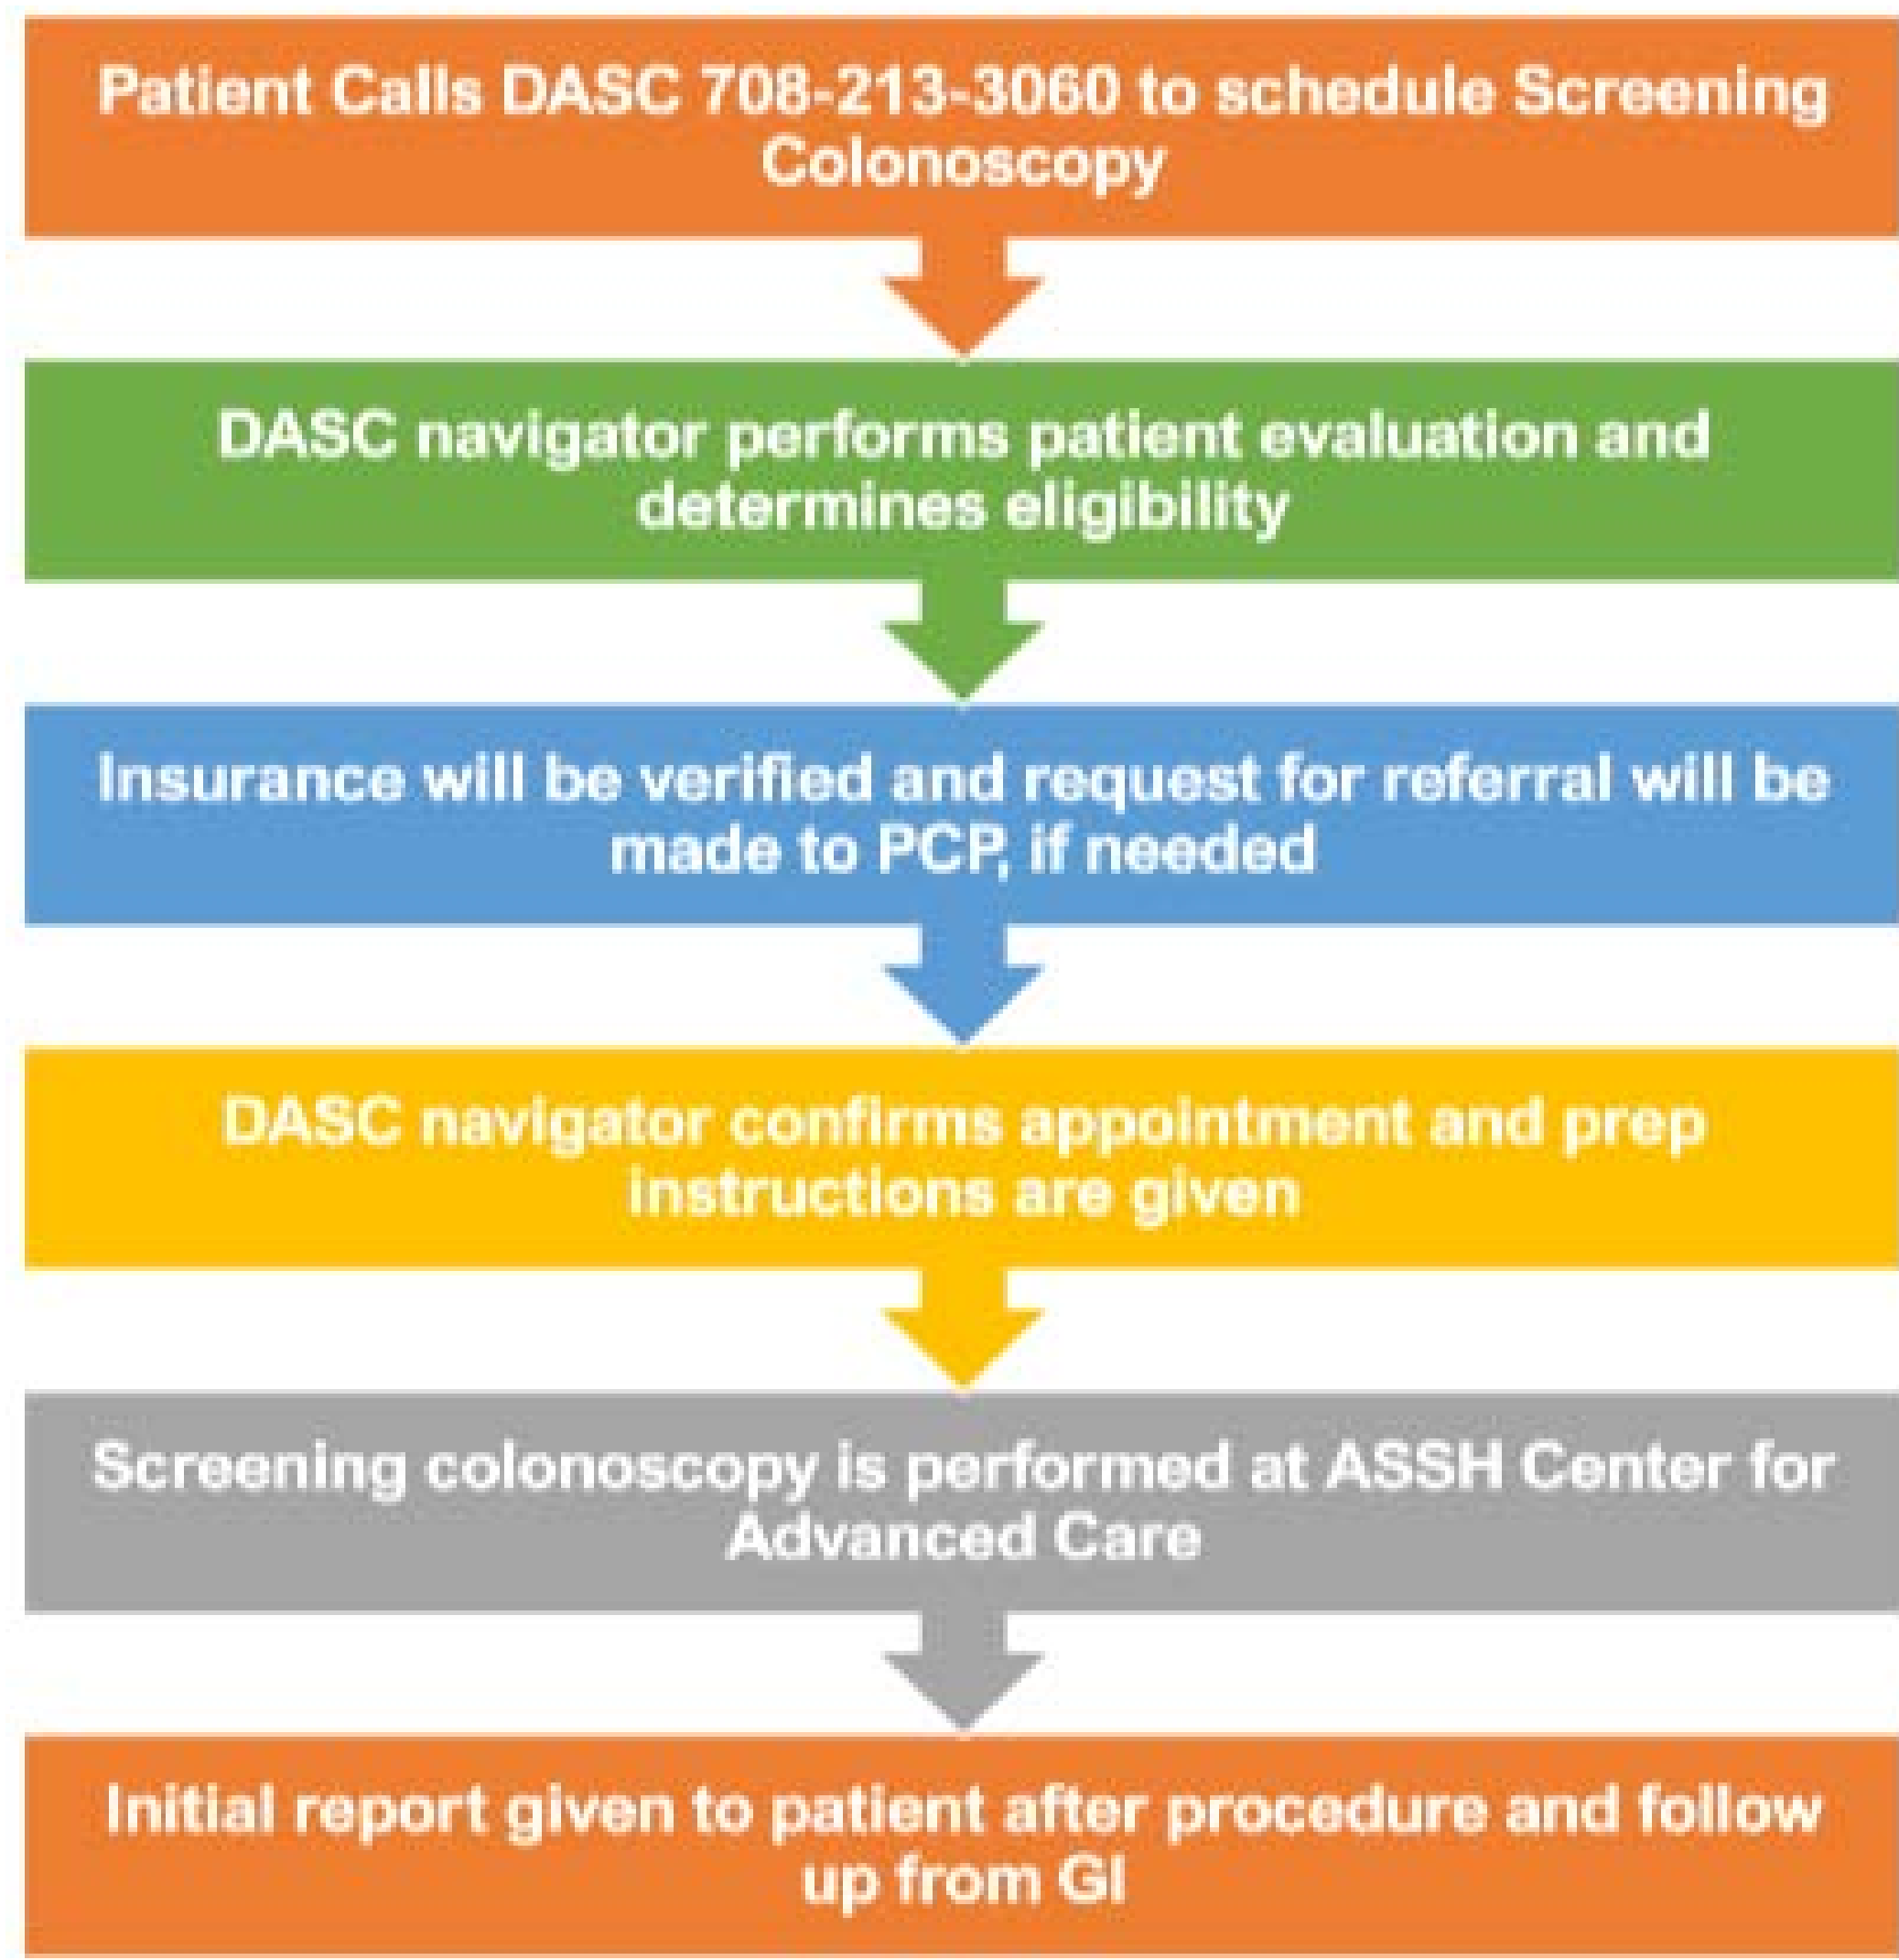 Patient Calls DASC 708-213-3060 to schedule Screening
Colonoscopy
DASC navigator performs patient evaluation and
determines eligibility
Insurance will be verified and request for referral will be
made to PCP, if needed
DASC navigator confirms appointment and prep
instructions are given
Screening colonoscopy is performed at ASSH Center for
Advanced Care
Initial report given to patient after procedure and follow
up from GI